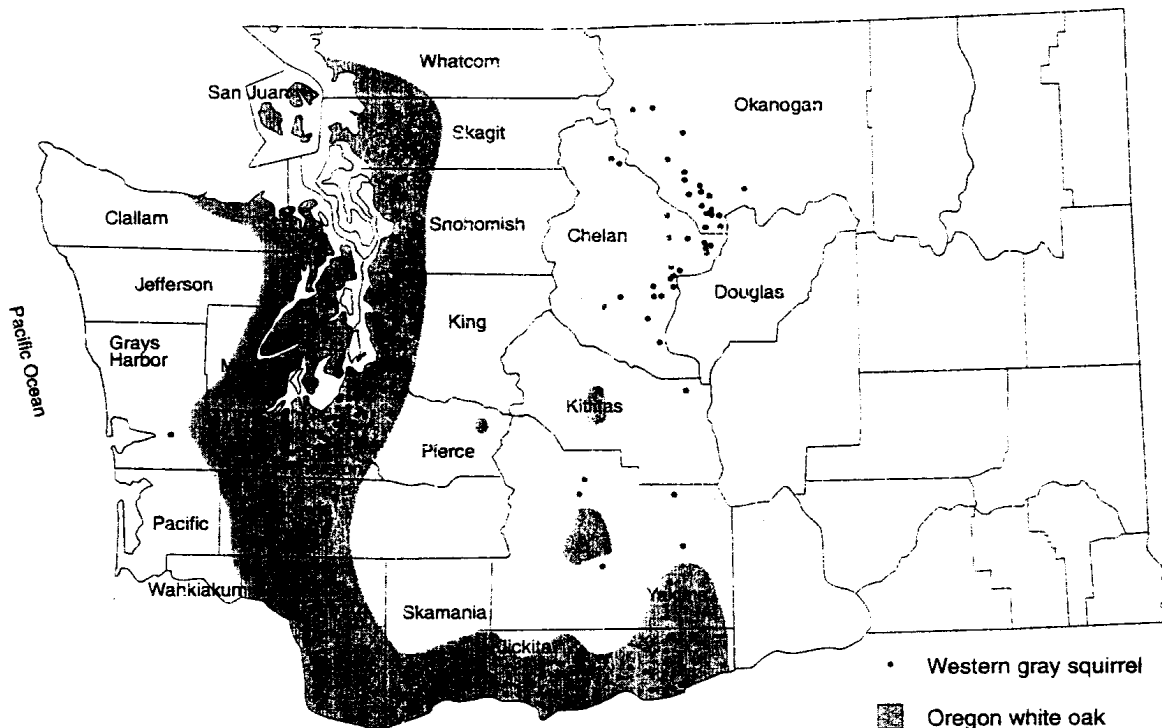 Whatcom
San Juan
Okanogan
Skagit
Clallam
Snohomish
Chelan
Jefferson
Douglas
Pacific Ocean
King
Grays
Harbor
Kittitas
Pierce
Pacific
Wahkiakum
Skamania
Western gray squirrel
Oregon white oak